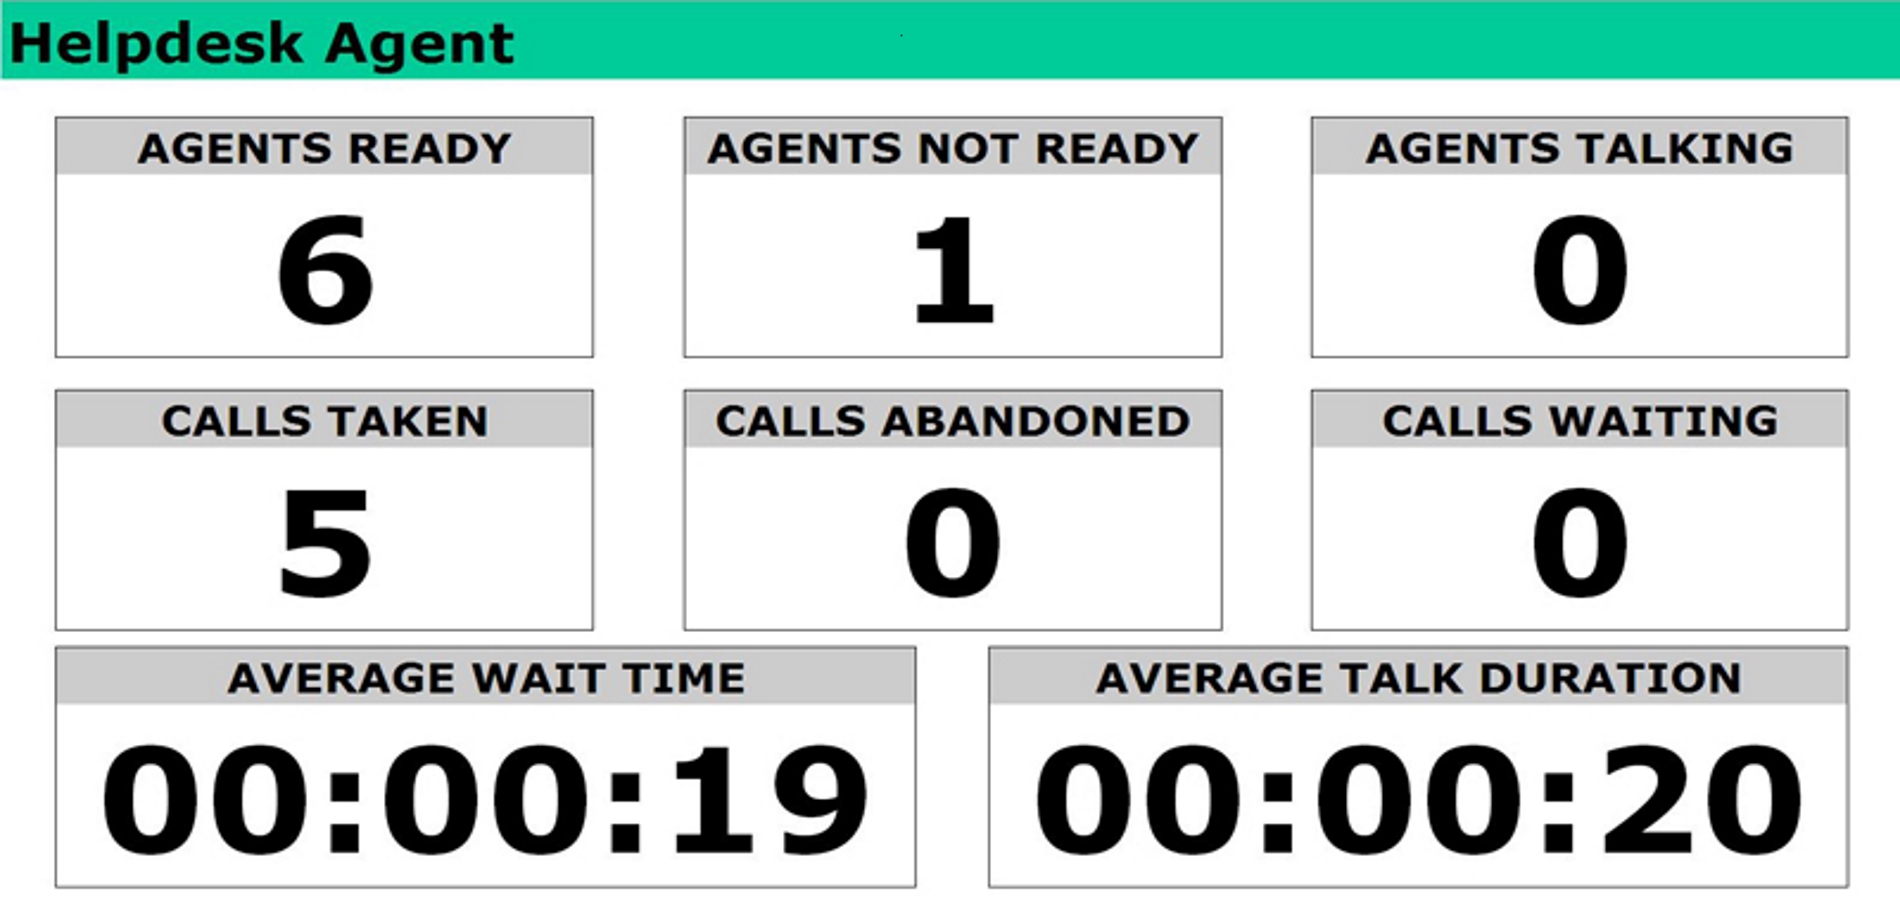 Helpdesk Agent
AGENTS READY
6
AGENTS NOT READY
1
AGENTS TALKING
0
CALLS TAKEN
5
CALLS ABANDONED
0
CALLS WAITING
0
AVERAGE WAIT TIME
00:00:19
AVERAGE TALK DURATION
00:00:20